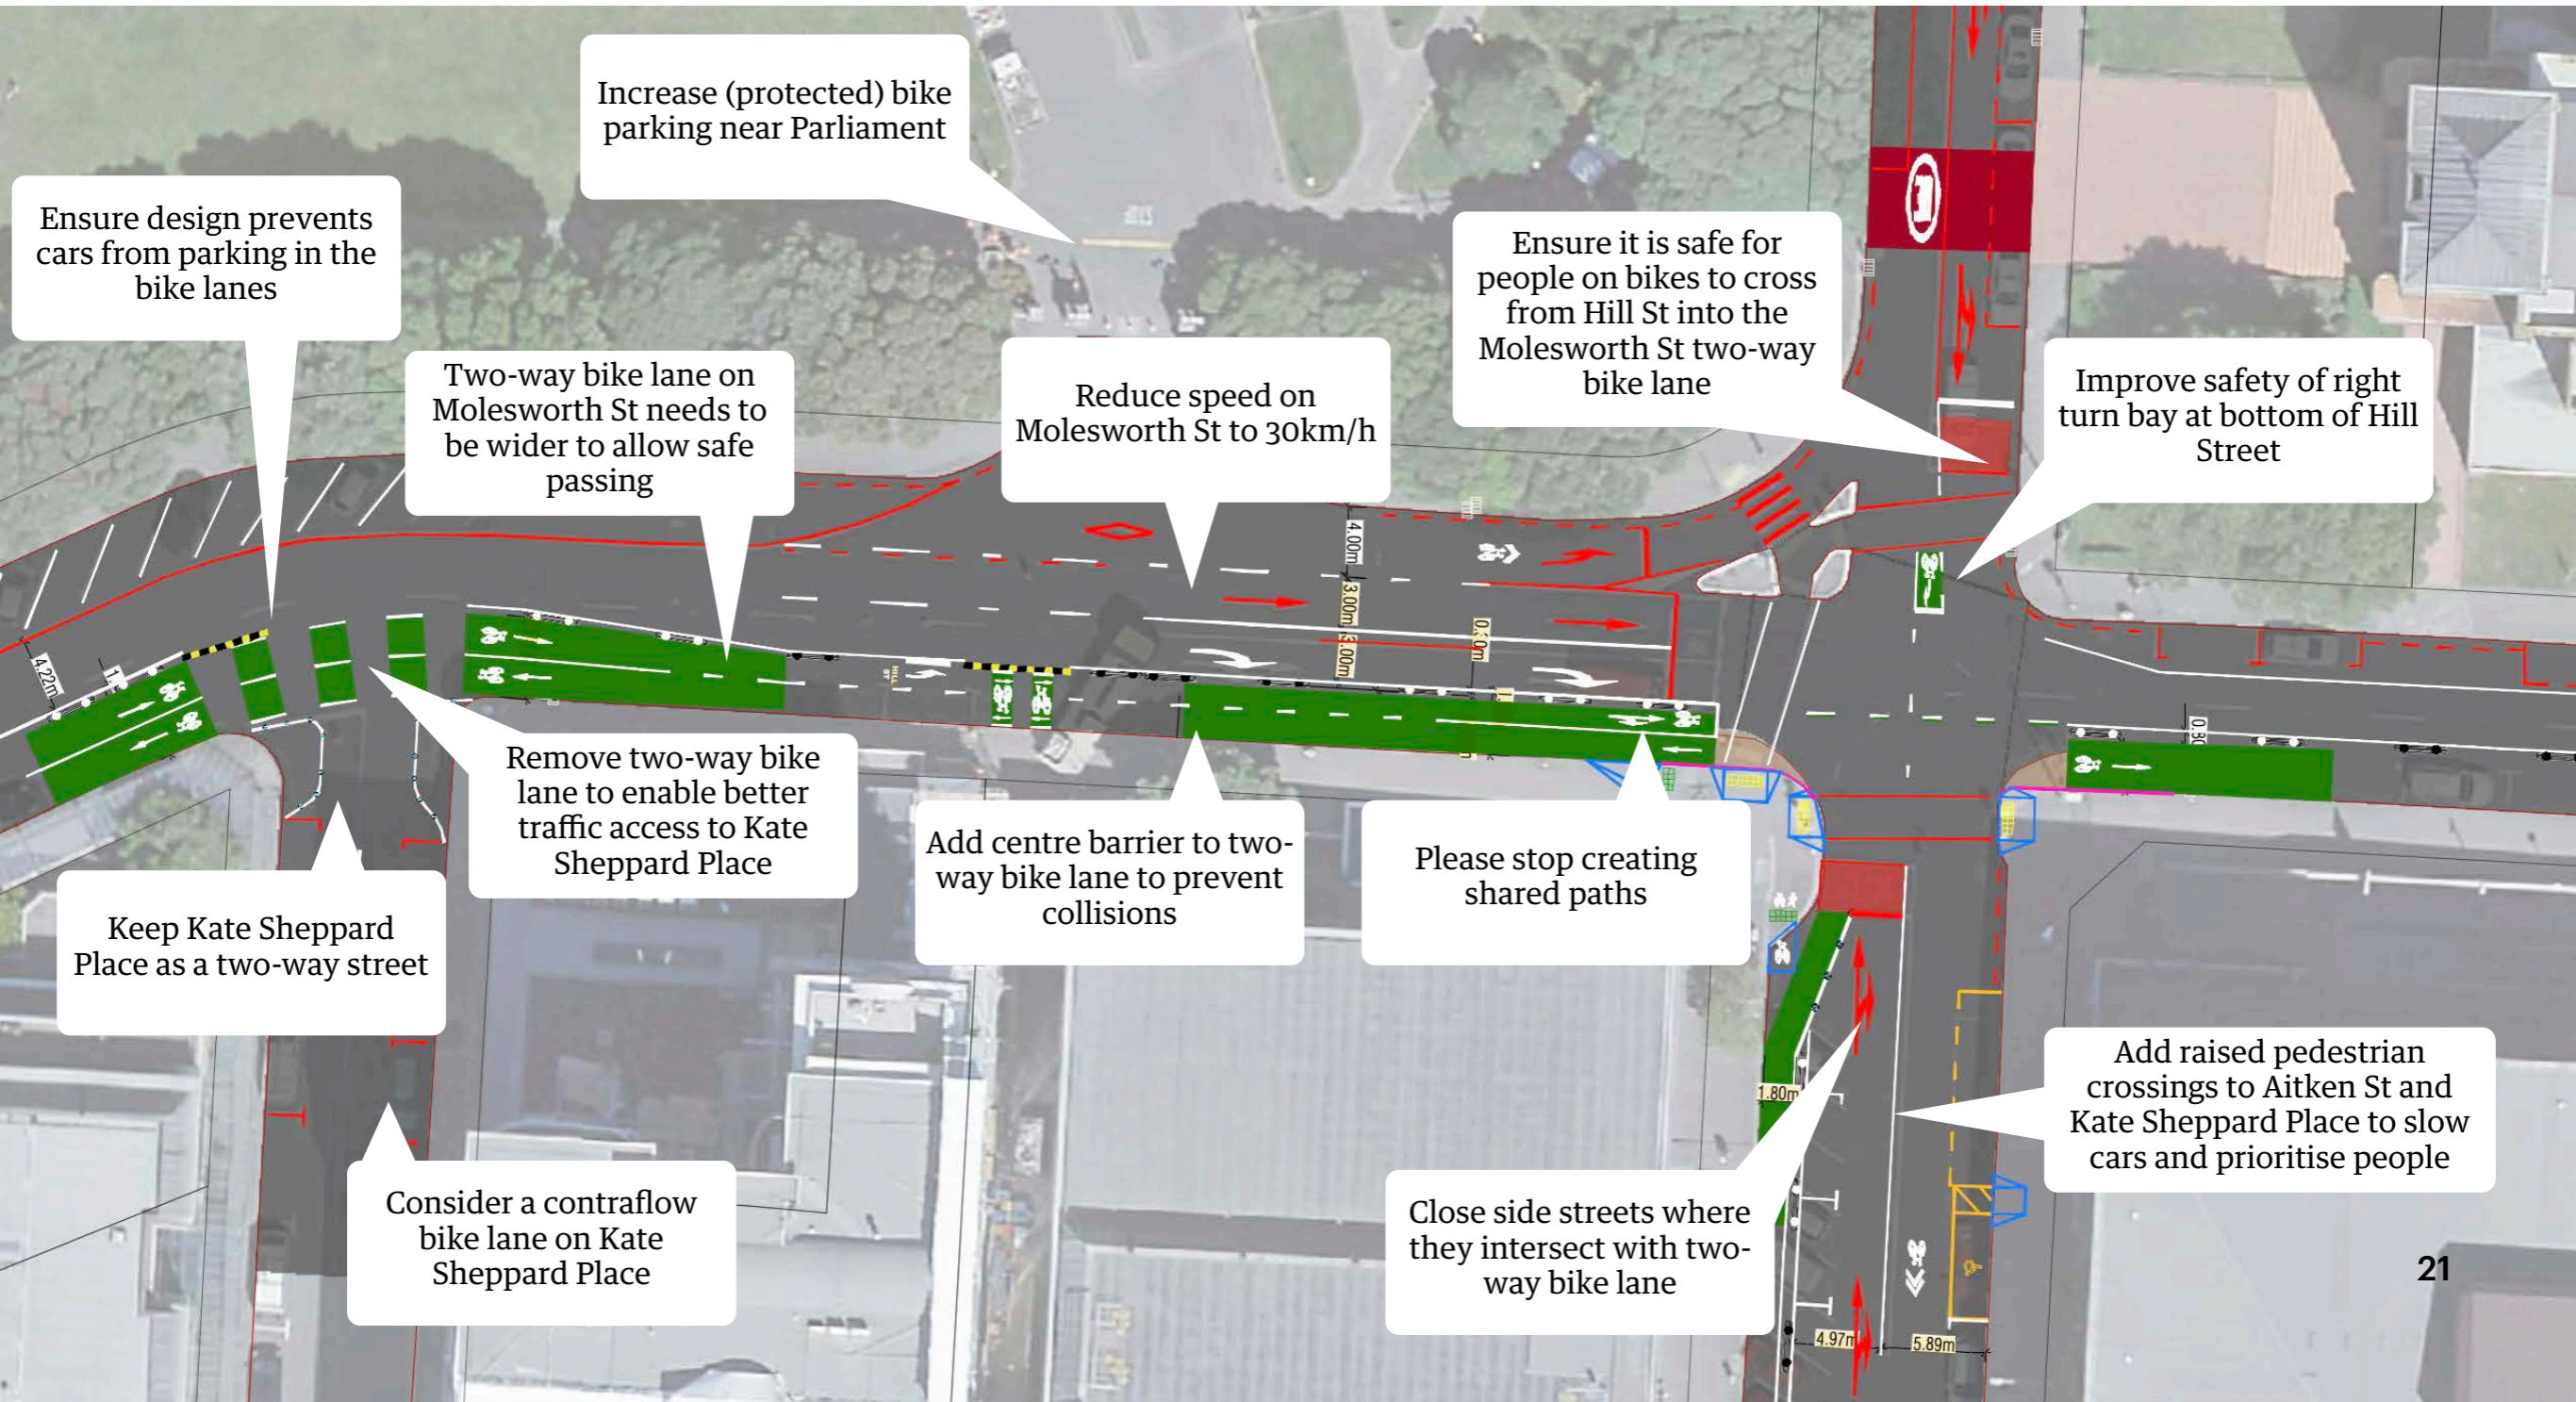 Increase (protected) bike
parking near Parliament
Ensure design prevents
cars from parking in the
bike lanes
Ensure it is safe for
people on bikes to cross
from Hill St into the
Molesworth St two-way
bike lane
Two-way bike lane on
Molesworth St needs to
be wider to allow safe
passing
Reduce speed on
Molesworth St to 30km/h
Improve safety of right
turn bay at bottom of Hill
Street
4.00m
3.00m
3.00m
4.22m
Remove two-way bike
lane to enable better
traffic access to Kate
Sheppard Place
Add centre barrier to two-
way bike lane to prevent
collisions
Please stop creating
shared paths
Keep Kate Sheppard
Place as a two-way street
1.80m
Add raised pedestrian
crossings to Aitken St and
Kate Sheppard Place to slow
cars and prioritise people
Consider a contraflow
bike lane on Kate
Sheppard Place
Close side streets where
they intersect with two-
way bike lane
21
4.97m
5.89m